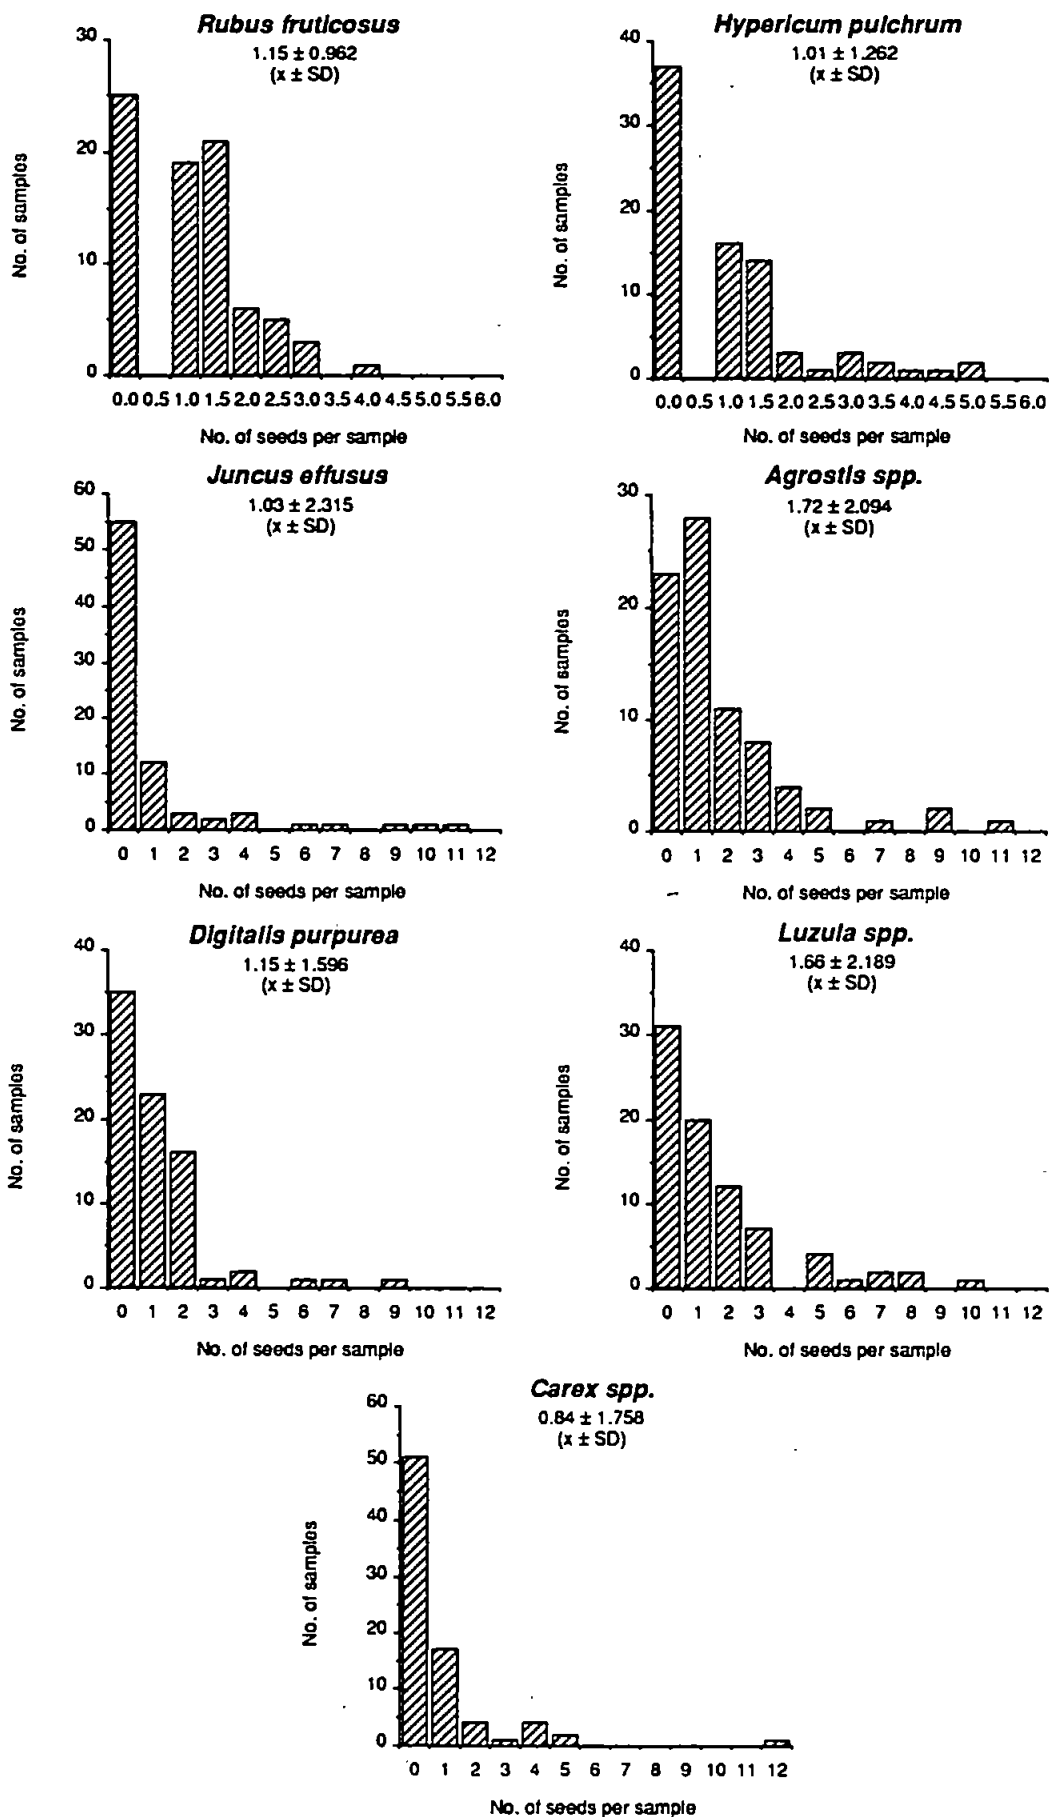 Rubus fruticosus
1.15 ± 0.962
(x ± SD)
30
20
10
0
No. of samples
0.0 0.5 1.0 1.5 2.0 2.5 3.0 3.5 4.0 4.5 5.0 5.5 6.0
No. of seeds per sample
Hypericum pulchrum
1.01 ± 1.262
(x ± SD)
40
30
20
10
0
No. of samples
0.0 0.5 1.0 1.5 2.0 2.5 3.0 3.5 4.0 4.5 5.0 5.5 6.0
No. of seeds per sample
Juncus effusus
1.03 ± 2.315
(x ± SD)
60
50
40
30
20
10
0
No. of samples
0 1 2 3 4 5 6 7 8 9 10 11 12
No. of seeds per sample
Agrostis spp.
1.72 ± 2.094
(x ± SD)
30
20
10
0
No. of samples
0 1 2 3 4 5 6 7 8 9 10 11 12
No. of seeds per sample
Digitalis purpurea
1.15 ± 1.596
(x ± SD)
40
30
20
10
0
No. of samples
0 1 2 3 4 5 6 7 8 9 10 11 12
No. of seeds per sample
Luzula spp.
1.66 ± 2.189
(x ± SD)
40
30
20
10
0
No. of samples
0 1 2 3 4 5 6 7 8 9 10 11 12
No. of seeds per sample
Carex spp.
0.84 ± 1.758
(x ± SD)
60
50
40
30
20
10
0
No. of samples
0 1 2 3 4 5 6 7 8 9 10 11 12
No. of seeds per sample